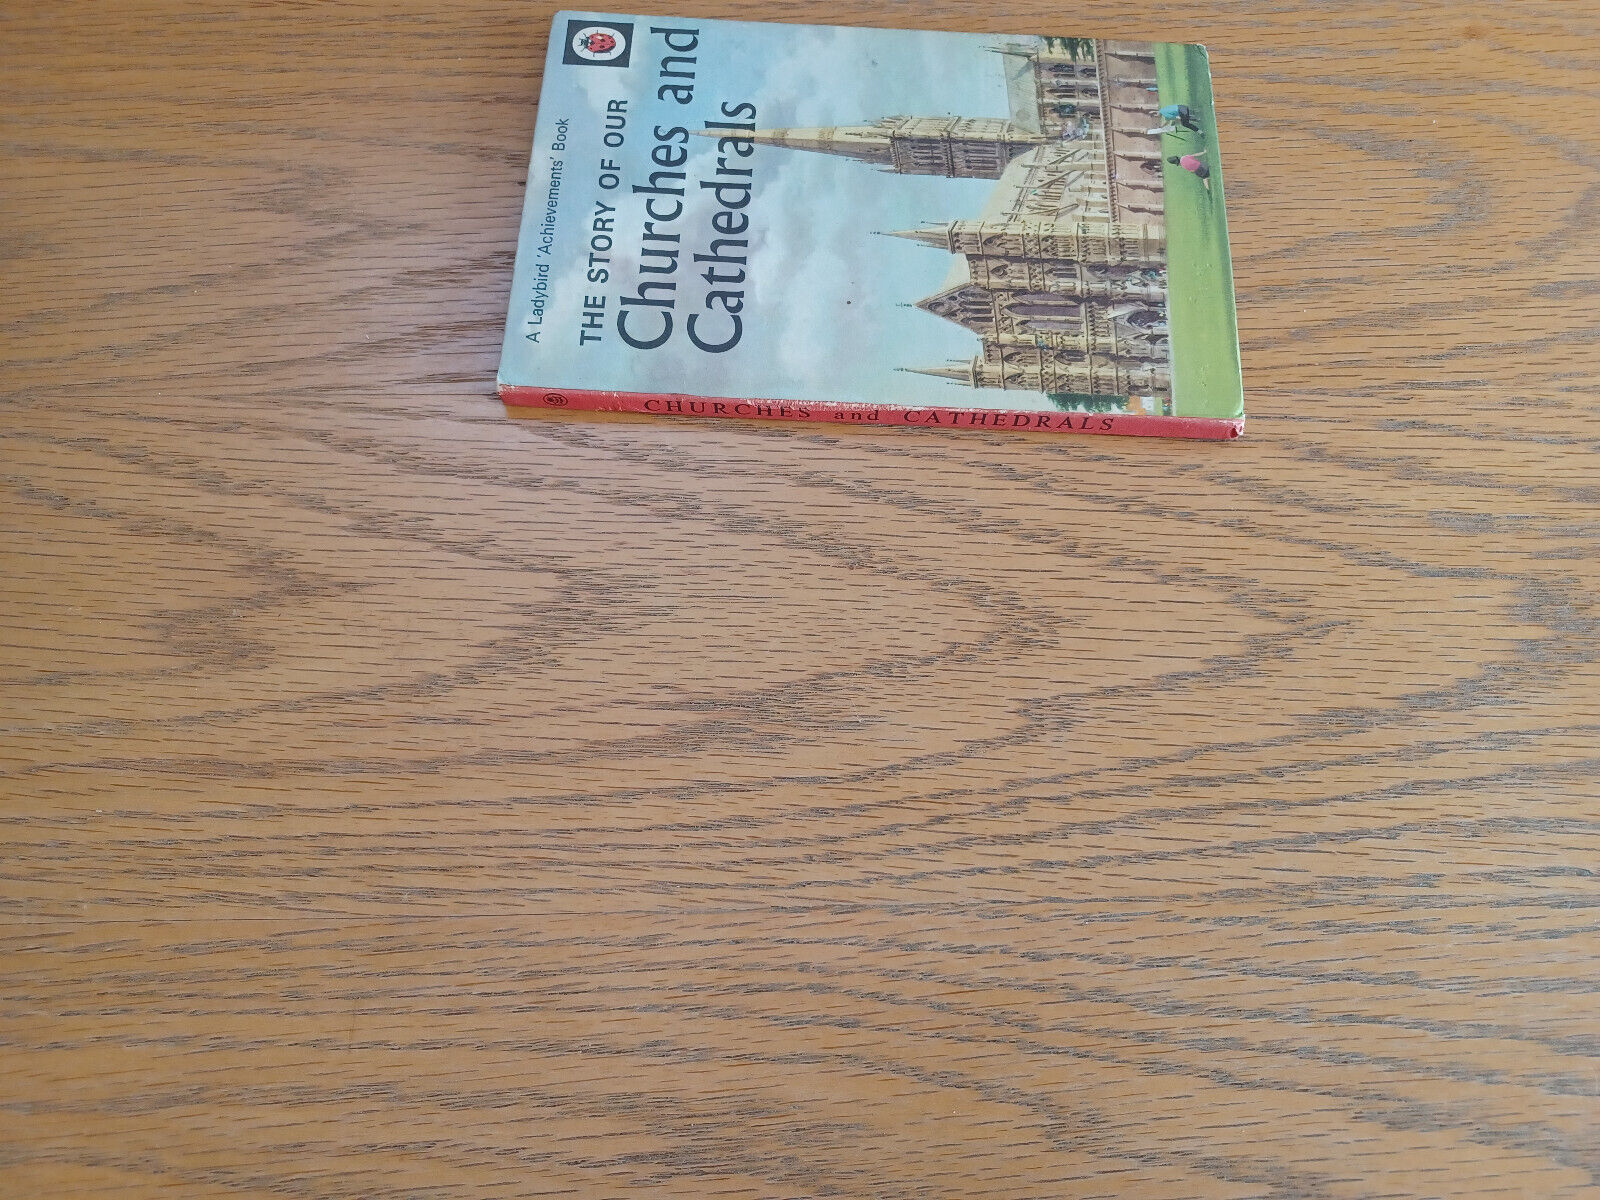 A Ladybird 'Achievements' Book
THE STORY OF OUR
Churches and
Cathedrals
CHURCHES and CATHEDRALS